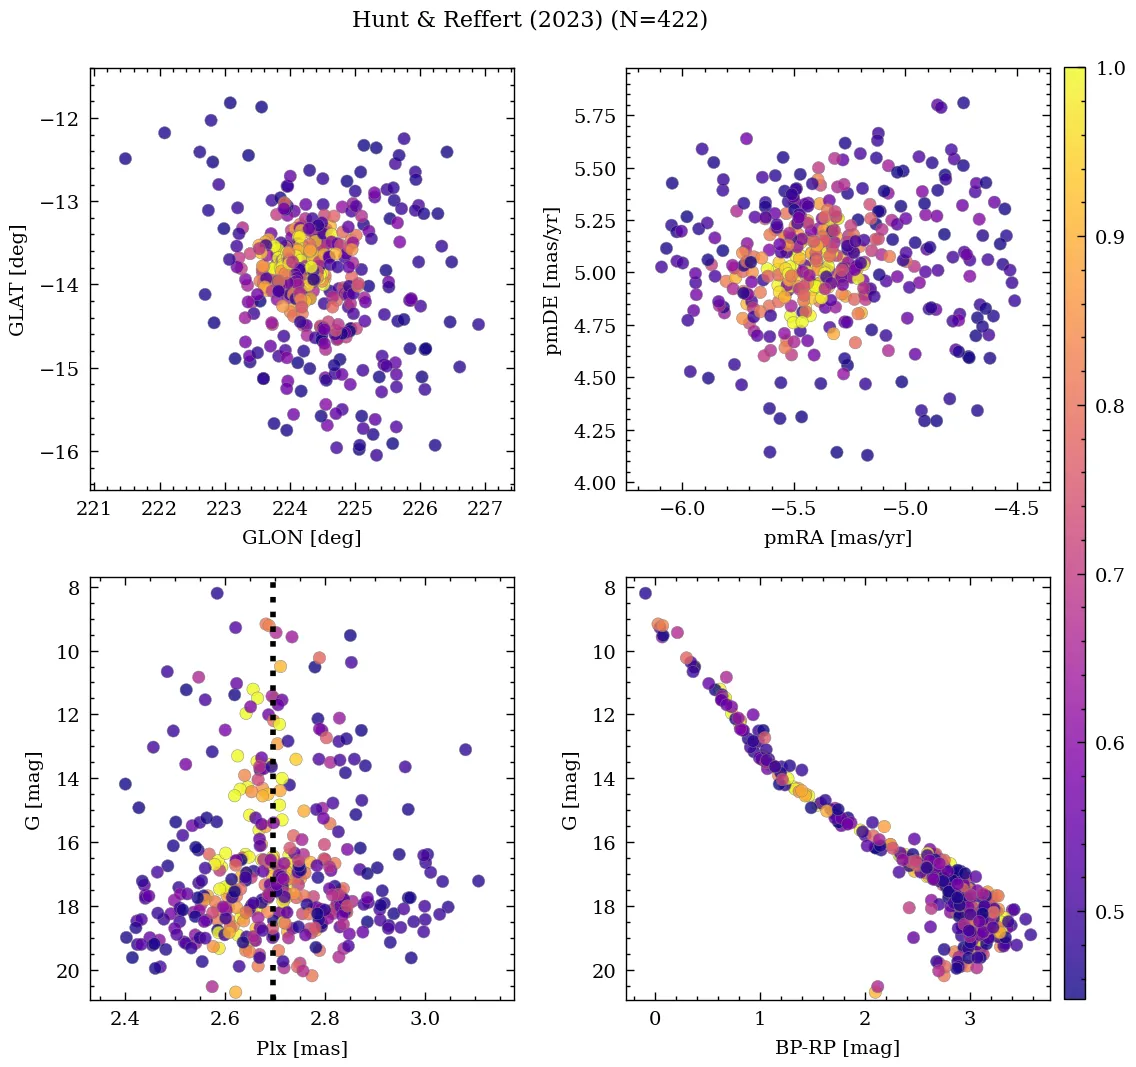 Hunt & Reffert (2023) (N=422)
−12
−13
−14
−15
−16
GLAT [deg]
221 222 223 224 225 226 227
GLON [deg]
5.75
5.50
5.25
5.00
4.75
4.50
4.25
4.00
pmDE [mas/yr]
−6.0 −5.5 −5.0 −4.5
pmRA [mas/yr]
8
10
12
14
16
18
20
G [mag]
2.4 2.6 2.8 3.0
Plx [mas]
8
10
12
14
16
18
20
G [mag]
0 1 2 3
BP-RP [mag]
1.0
0.9
0.8
0.7
0.6
0.5